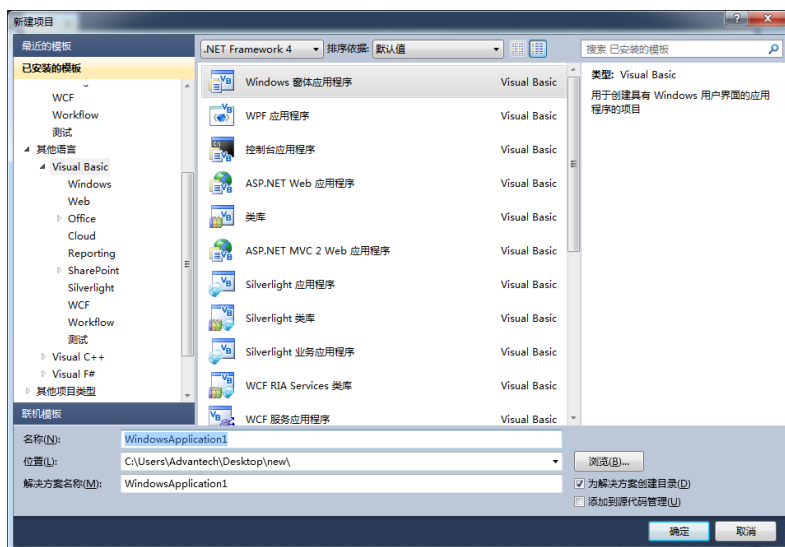 新建项目
最近的模板
已安装的模板
WCF
Workflow
测试
其他语言
Visual Basic
Windows
Web
Office
Cloud
Reporting
SharePoint
Silverlight
WCF
Workflow
测试
Visual C++
Visual F#
其他项目类型
联机模板
.NET Framework 4 排序依据: 默认值
Windows 窗体应用程序 Visual Basic
WPF 应用程序 Visual Basic
控制台应用程序 Visual Basic
ASP.NET Web 应用程序 Visual Basic
类库 Visual Basic
ASP.NET MVC 2 Web 应用程序 Visual Basic
Silverlight 应用程序 Visual Basic
Silverlight 类库 Visual Basic
Silverlight 业务应用程序 Visual Basic
WCF RIA Services 类库 Visual Basic
WCF 服务应用程序 Visual Basic
搜索 已安装的模板
类型: Visual Basic
用于创建具有 Windows 用户界面的应用
程序的项目
名称(N): WindowsApplication1
位置(L): C:\Users\Advantech\Desktop\new\ 浏览(B)...
解决方案名称(M): WindowsApplication1 为解决方案创建目录(D)
添加到源代码管理(U)
确定 取消